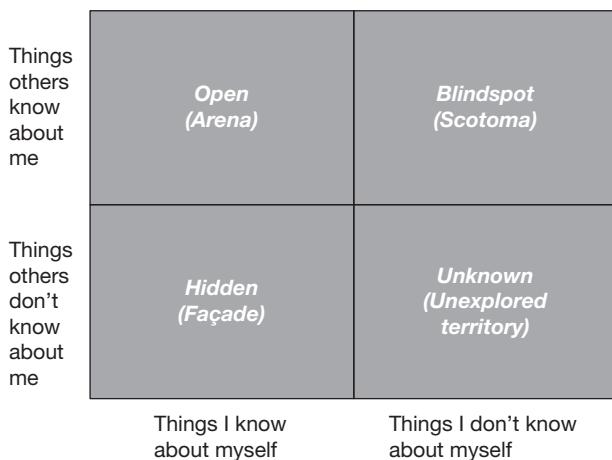 Things
others
know
about
me
Open
(Arena)
Blindspot
(Scotoma)
Things
others
don’t
know
about
me
Hidden
(Façade)
Unknown
(Unexplored
territory)
Things I know
about myself
Things I don’t know
about myself